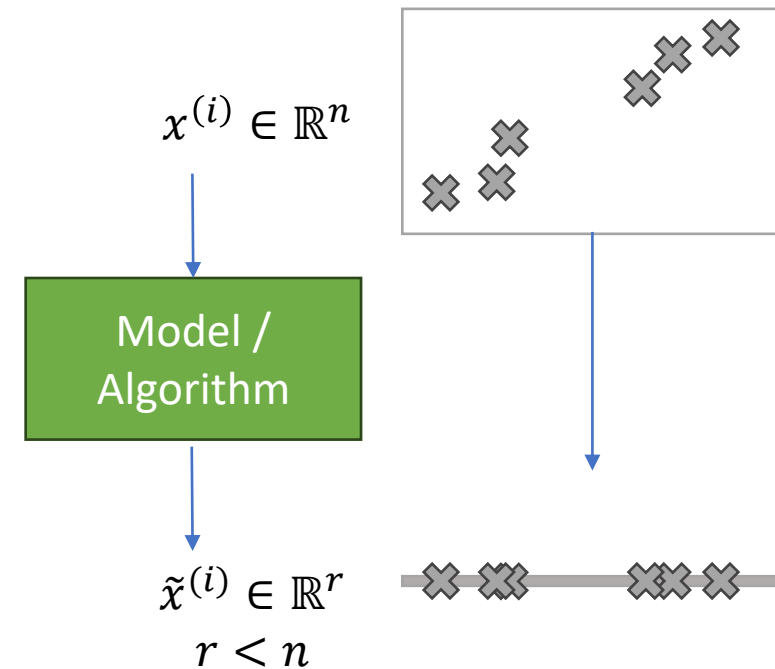 x^(i) ∈ ℝ^n
Model /
Algorithm
x̃^(i) ∈ ℝ^r
r < n